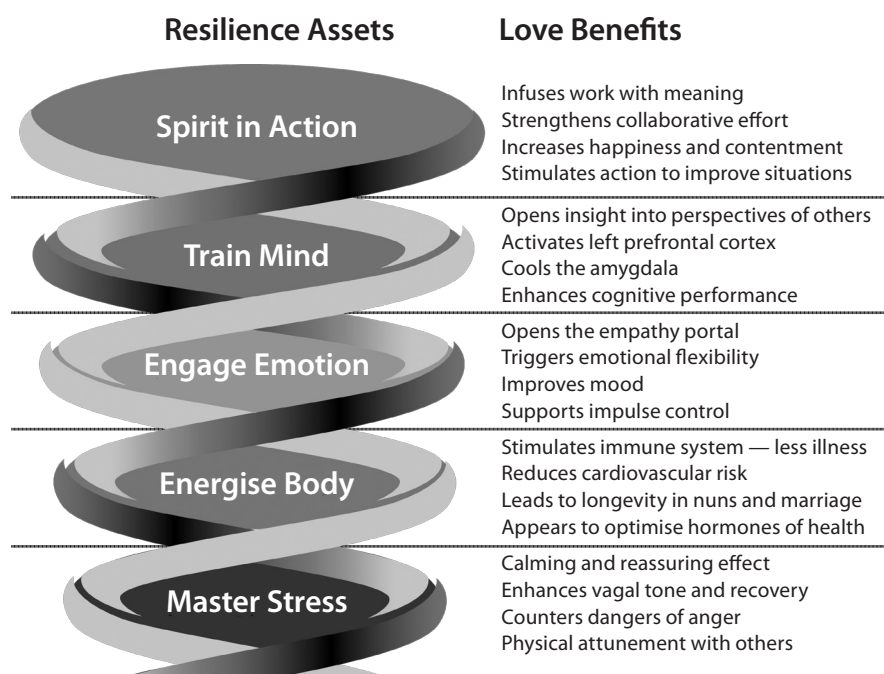 Resilience Assets
Love Benefits
Spirit in Action
Infuses work with meaning
Strengthens collaborative effort
Increases happiness and contentment
Stimulates action to improve situations
Train Mind
Opens insight into perspectives of others
Activates left prefrontal cortex
Cools the amygdala
Enhances cognitive performance
Engage Emotion
Opens the empathy portal
Triggers emotional flexibility
Improves mood
Supports impulse control
Energise Body
Stimulates immune system — less illness
Reduces cardiovascular risk
Leads to longevity in nuns and marriage
Appears to optimise hormones of health
Master Stress
Calming and reassuring effect
Enhances vagal tone and recovery
Counters dangers of anger
Physical attunement with others